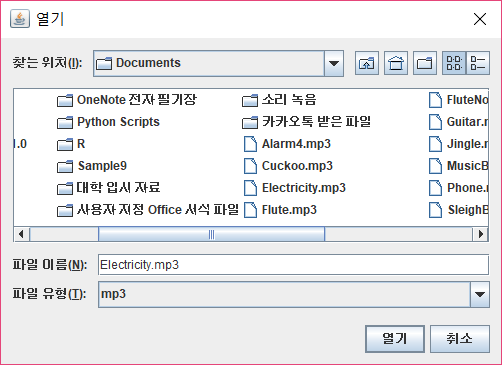 열기
찾는 위치(I): Documents
OneNote 전자 필기장 소리 녹음 FluteNo
Python Scripts 카카오톡 받은 파일 Guitar.m
1.0 R Alarm4.mp3 Jingle.m
Sample9 Cuckoo.mp3 MusicB
대학 입서 자료 Electricity.mp3 Phone.m
사용자 지정 Office 서식 파일 Flute.mp3 SleighB
파일 이름(N): Electricity.mp3
파일 유형(T): mp3
열기 취소